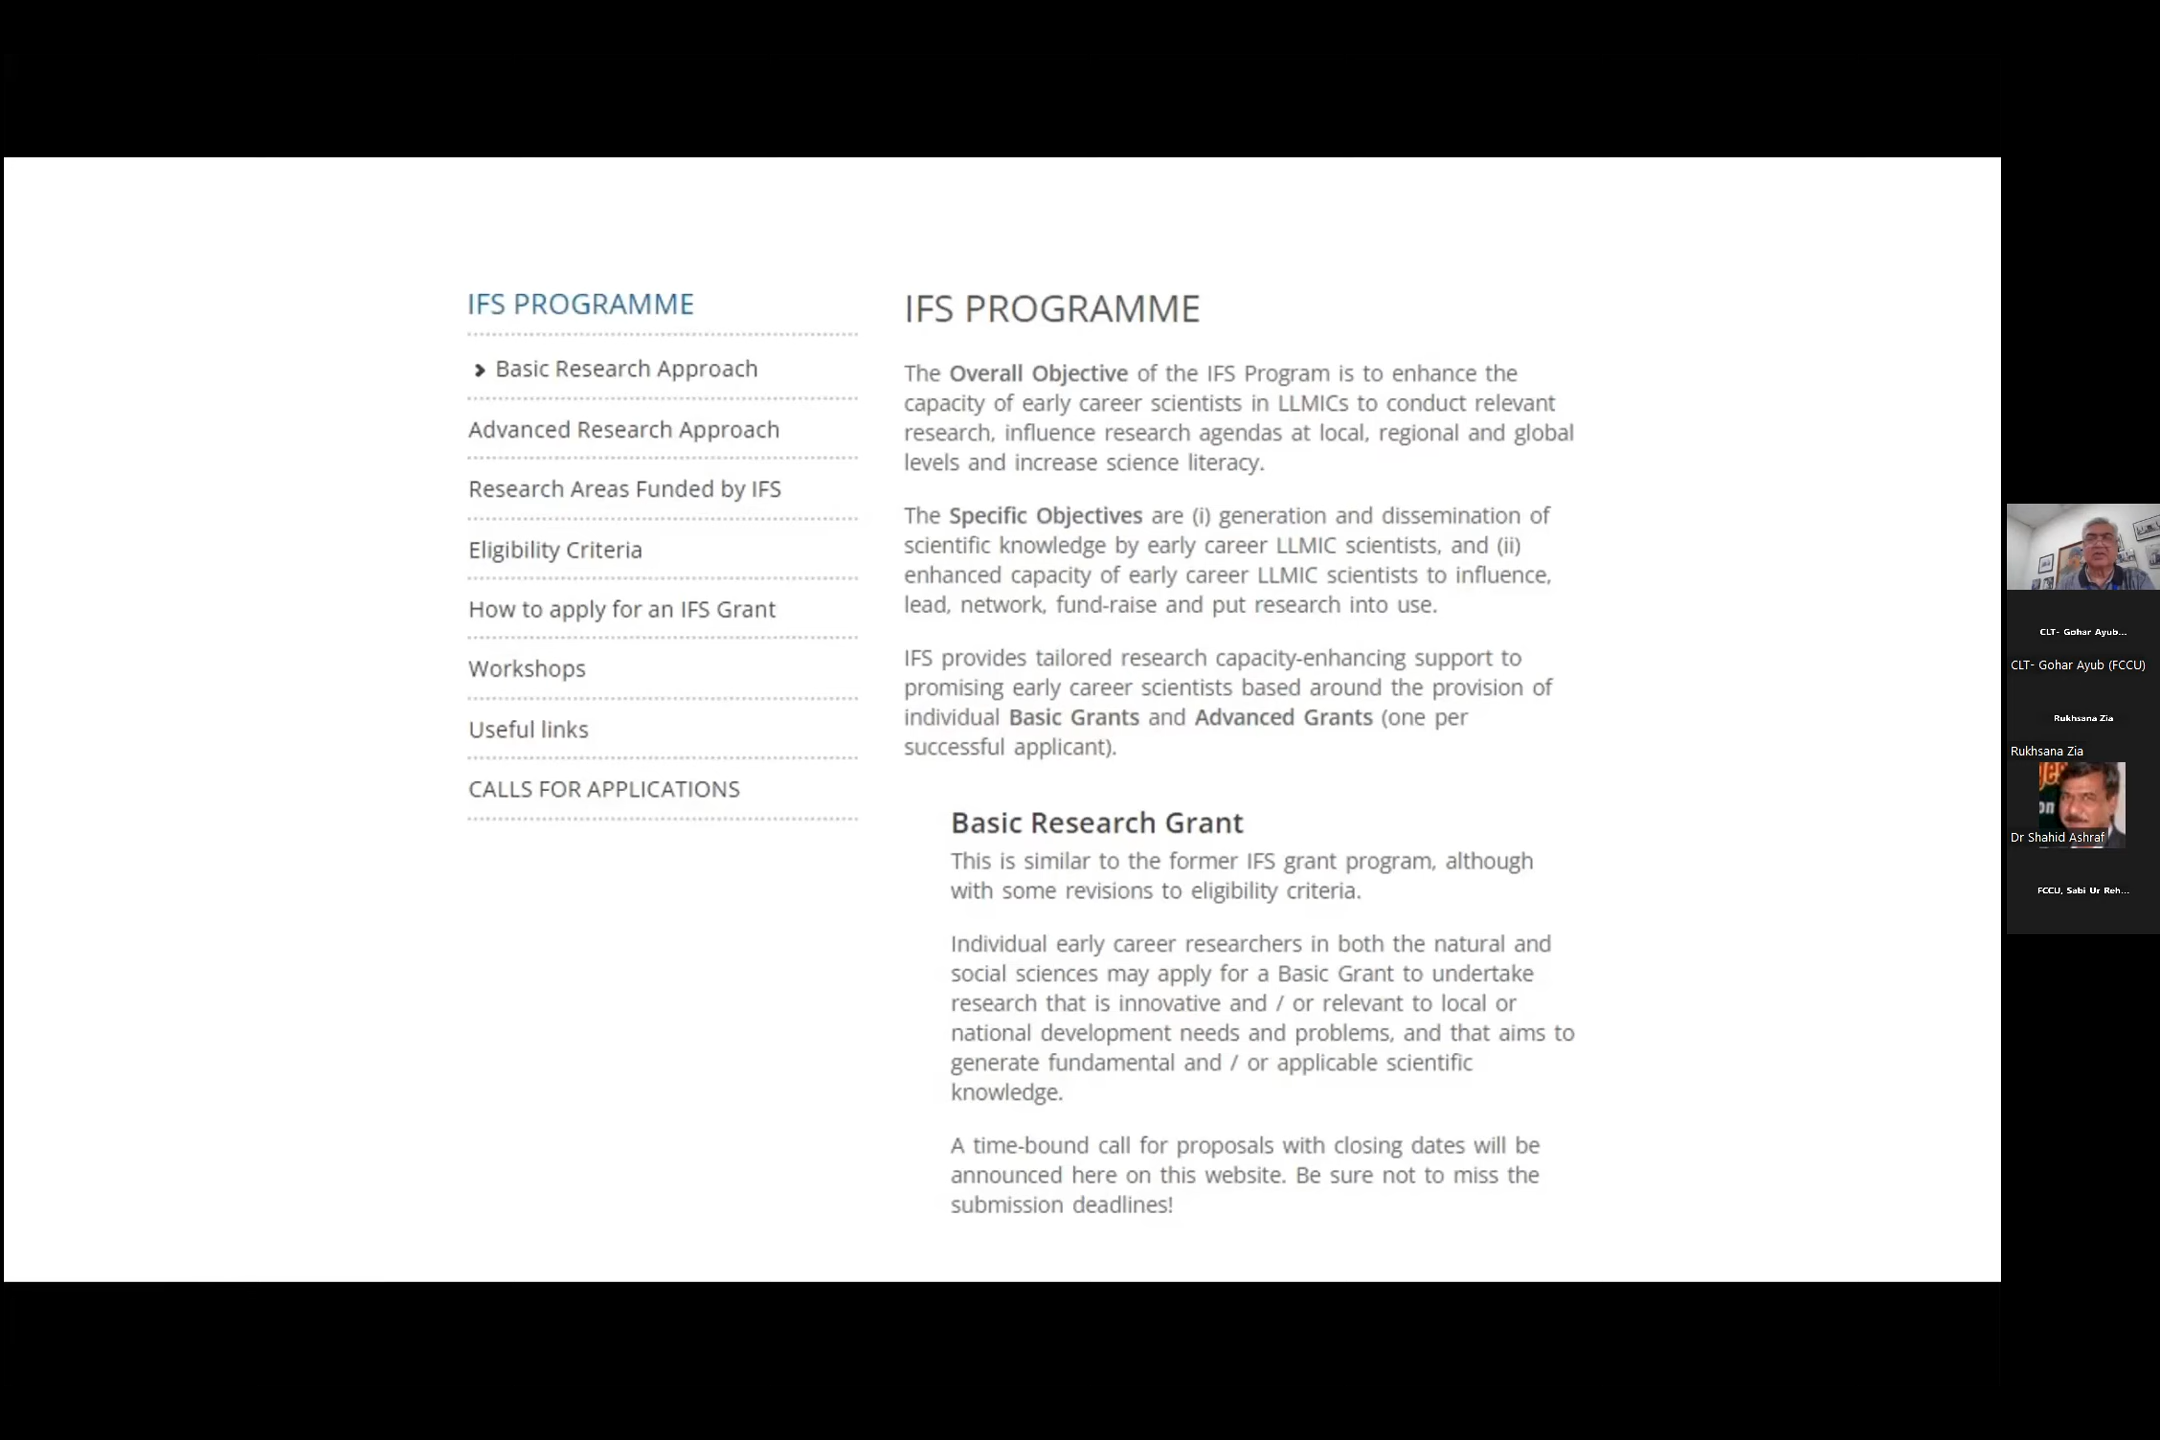 IFS PROGRAMME
Basic Research Approach
Advanced Research Approach
Research Areas Funded by IFS
Eligibility Criteria
How to apply for an IFS Grant
Workshops
Useful links
CALLS FOR APPLICATIONS
IFS PROGRAMME
The Overall Objective of the IFS Program is to enhance the
capacity of early career scientists in LLMICs to conduct relevant
research, influence research agendas at local, regional and global
levels and increase science literacy.
The Specific Objectives are (i) generation and dissemination of
scientific knowledge by early career LLMIC scientists, and (ii)
enhanced capacity of early career LLMIC scientists to influence,
lead, network, fund-raise and put research into use.
IFS provides tailored research capacity-enhancing support to
promising early career scientists based around the provision of
individual Basic Grants and Advanced Grants (one per
successful applicant).
Basic Research Grant
This is similar to the former IFS grant program, although
with some revisions to eligibility criteria.
Individual early career researchers in both the natural and
social sciences may apply for a Basic Grant to undertake
research that is innovative and / or relevant to local or
national development needs and problems, and that aims to
generate fundamental and / or applicable scientific
knowledge.
A time-bound call for proposals with closing dates will be
announced here on this website. Be sure not to miss the
submission deadlines!
CLT- Gohar Ayub...
CLT- Gohar Ayub (FCCU)
Rukhsana Zia
Rukhsana Zia
Dr Shahid Ashraf
FCCU, Sabi Ur Reh...